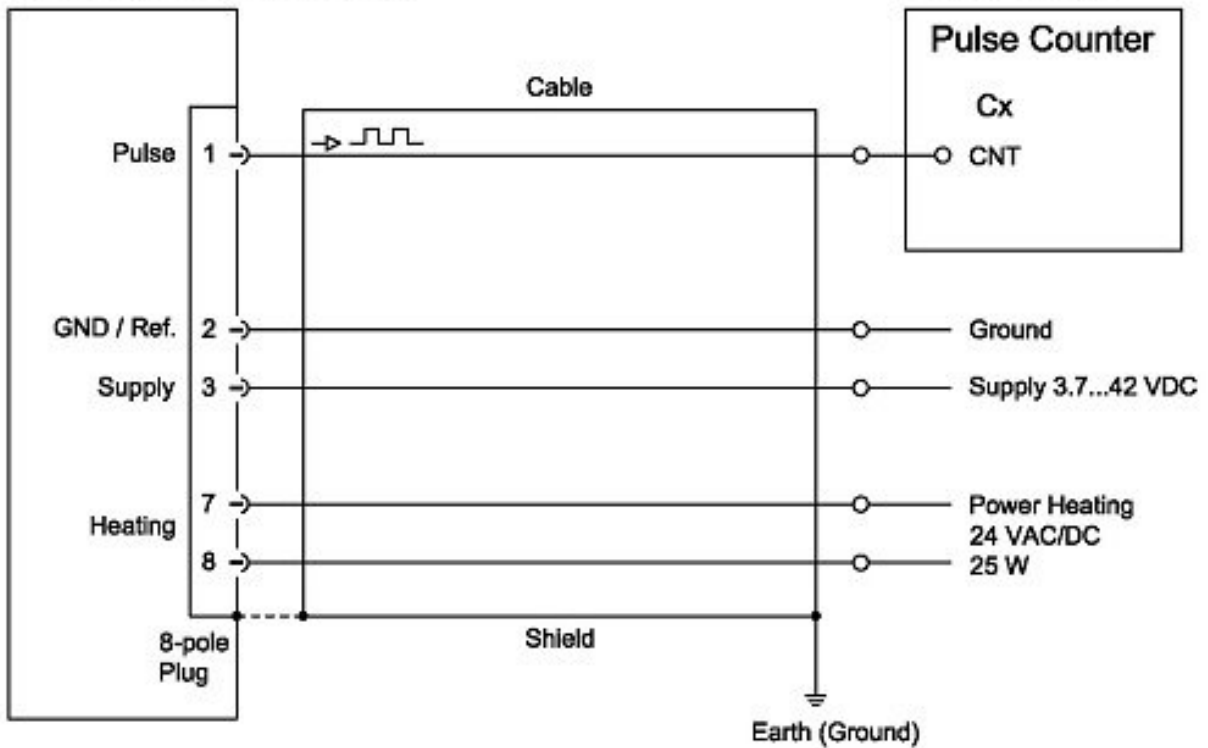 Pulse Counter
Cx
CNT
Cable
Pulse 1
GND / Ref. 2
Ground
Supply 3
Supply 3.7...42 VDC
7
Heating
8
Power Heating
24 VAC/DC
25 W
8-pole
Plug
Shield
Earth (Ground)